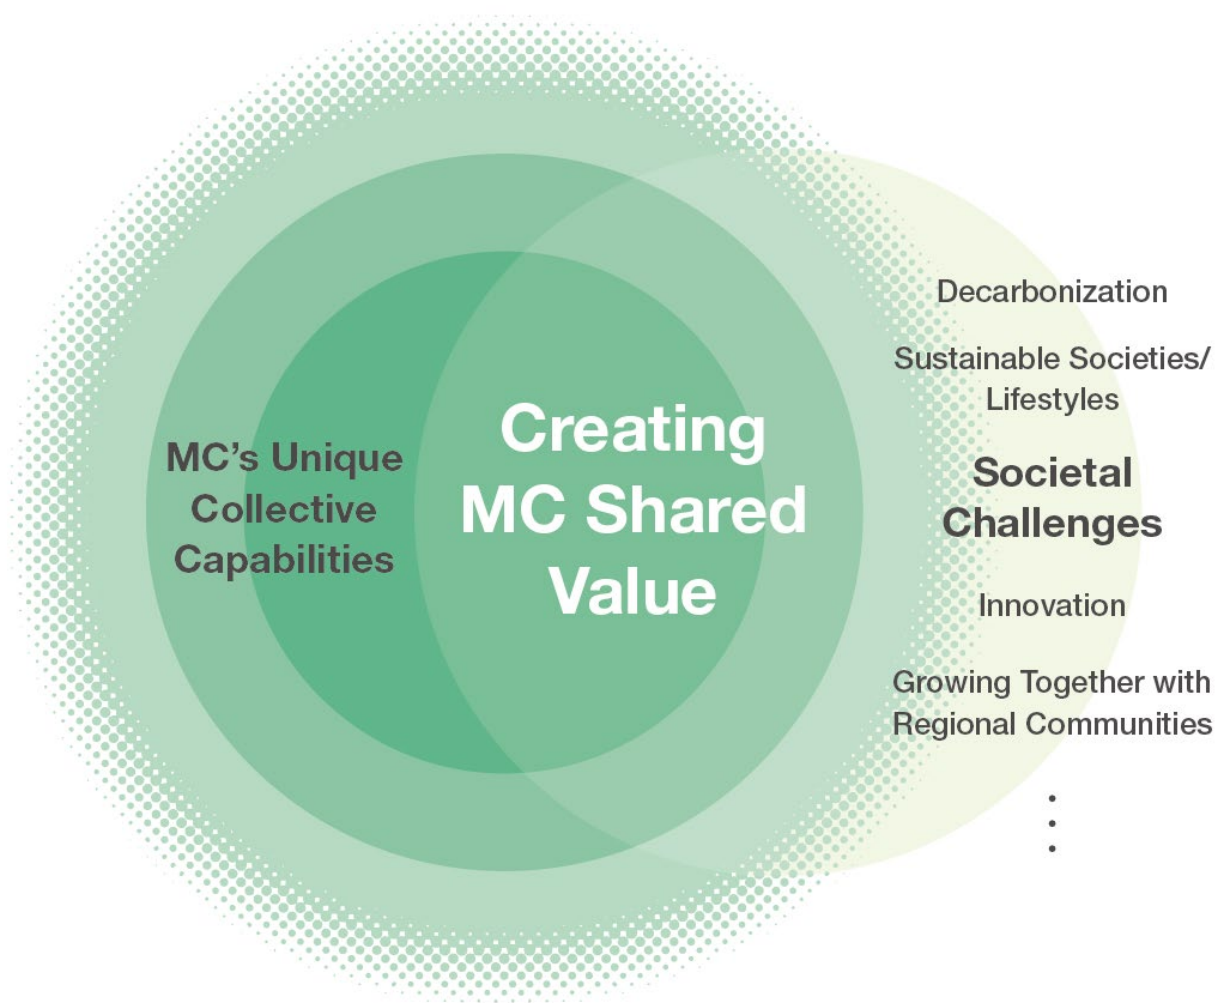 MC’s Unique
Collective
Capabilities
Creating
MC Shared
Value
Decarbonization
Sustainable Societies/
Lifestyles
Societal
Challenges
Innovation
Growing Together with
Regional Communities